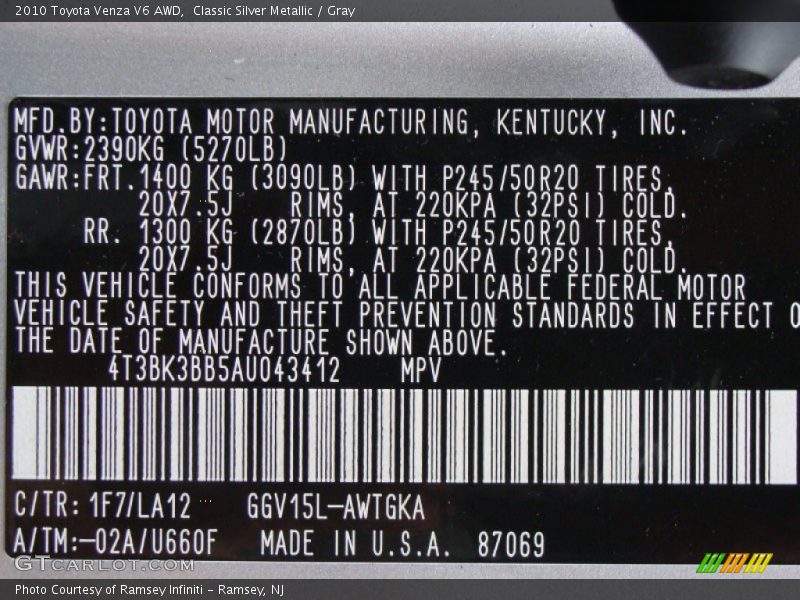 2010 Toyota Venza V6 AWD,  Classic Silver Metallic / Gray
MFD.BY:TOYOTA MOTOR MANUFACTURING, KENTUCKY, INC.
GVWR:2390KG (5270LB)
GAWR:FRT.1400 KG (3090LB) WITH P245/50R20 TIRES,
20X7.5J RIMS, AT 220KPA (32PSI) COLD.
RR. 1300 KG (2870LB) WITH P245/50R20 TIRES,
20X7.5J RIMS, AT 220KPA (32PSI) COLD.
THIS VEHICLE CONFORMS TO ALL APPLICABLE FEDERAL MOTOR
VEHICLE SAFETY AND THEFT PREVENTION STANDARDS IN EFFECT O
THE DATE OF MANUFACTURE SHOWN ABOVE.
4T3BK3BB5AU043412 MPV
C/TR: 1F7/LA12 GGV15L-AWTGKA
A/TM:-02A/U660F MADE IN U.S.A. 87069
GTCARLOT.COM
Photo Courtesy of Ramsey Infiniti - Ramsey, NJ